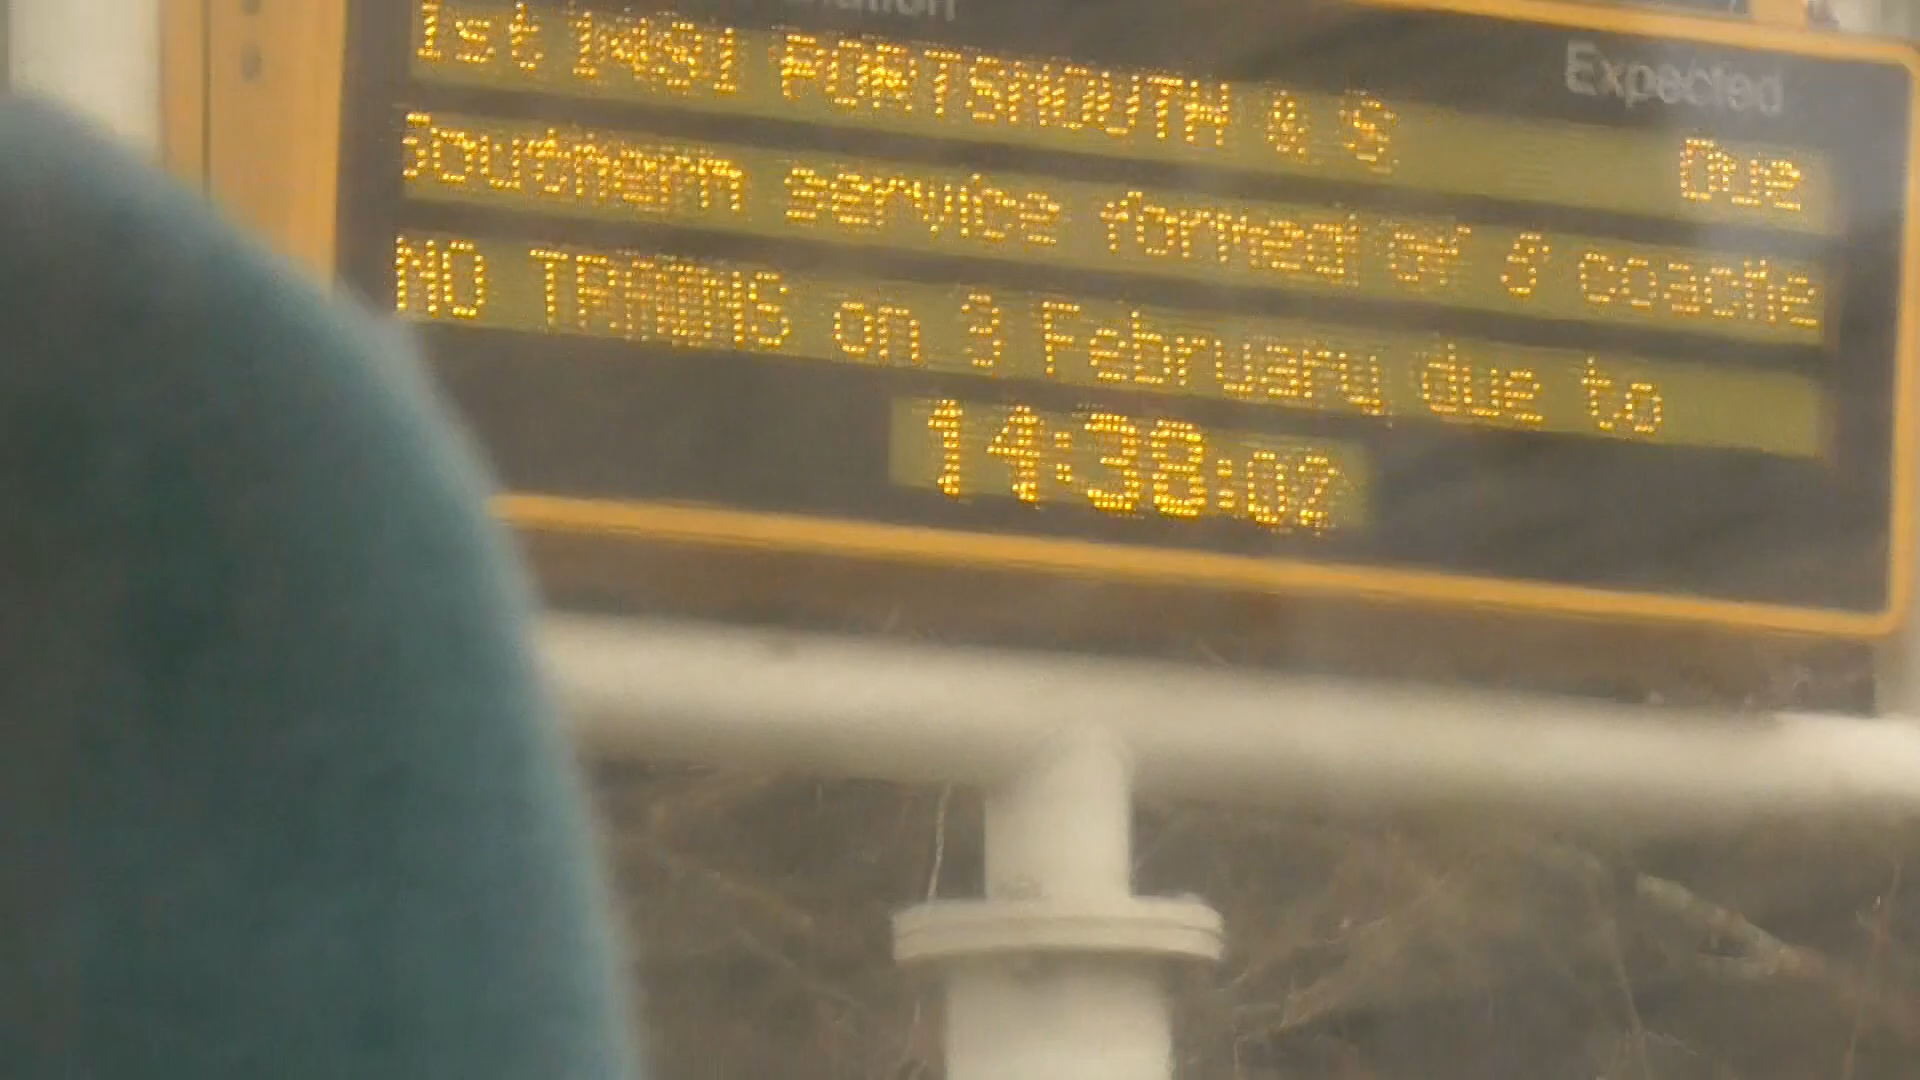 Expected
1st PORTSMOUTH & S Due
Southern service formed of coache
NO TRAINS on 3 February due to
14:38:02